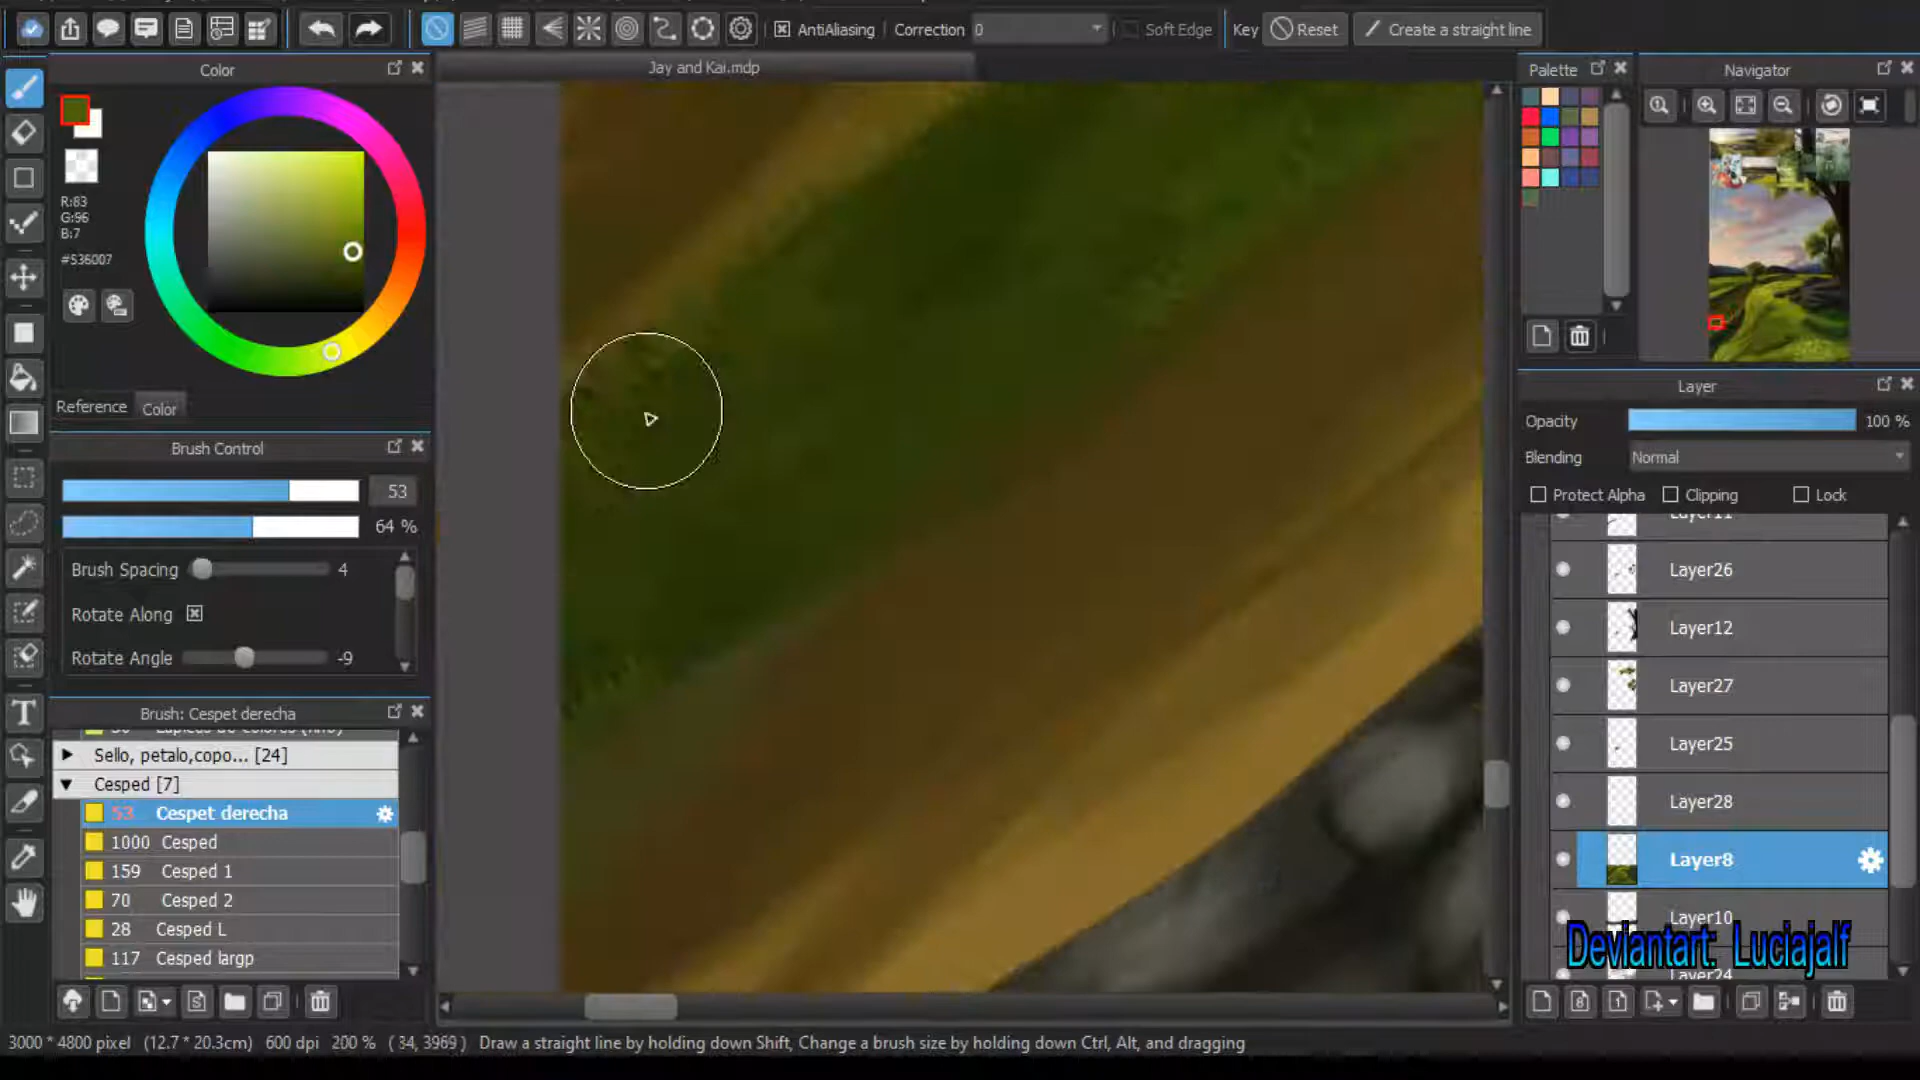 AntiAliasing
Correction 0
Soft Edge
Key
Reset
Create a straight line
Color
Jay and Kai.mdp
Palette
Navigator
R:83
G:96
B:7
#536007
Reference
Color
Brush Control
53
64 %
Brush Spacing 4
Rotate Along
Rotate Angle -9
Brush: Cespet derecha
Sello, petalo,copo... [24]
Cesped [7]
53 Cespet derecha
1000 Cesped
159 Cesped 1
70 Cesped 2
28 Cesped L
117 Cesped largp
Layer
Opacity 100 %
Blending Normal
Protect Alpha
Clipping
Lock
Layer11
Layer26
Layer12
Layer27
Layer25
Layer28
Layer8
Layer10
Layer24
Deviantart: Luciajalf
3000 * 4800 pixel (12.7 * 20.3cm) 600 dpi 200 % ( 34, 3969 ) Draw a straight line by holding down Shift, Change a brush size by holding down Ctrl, Alt, and dragging